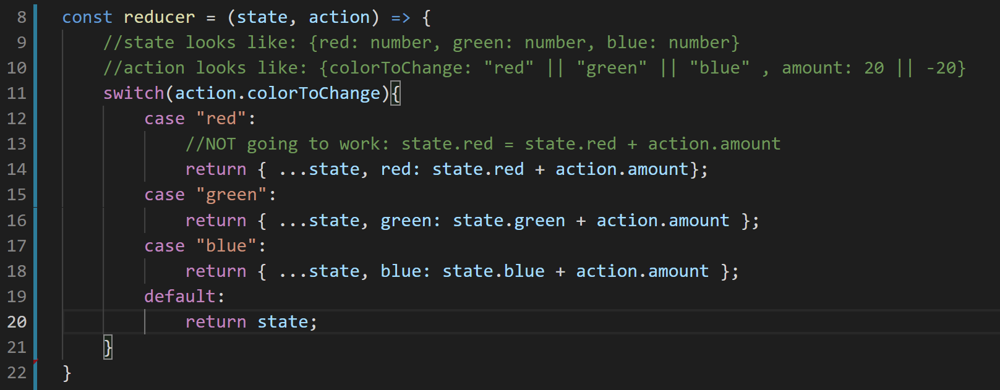 8 const reducer = (state, action) => {
9 //state looks like: {red: number, green: number, blue: number}
10 //action looks like: {colorToChange: "red" || "green" || "blue" , amount: 20 || -20}
11 switch(action.colorToChange){
12 case "red":
13 //NOT going to work: state.red = state.red + action.amount
14 return { ...state, red: state.red + action.amount};
15 case "green":
16 return { ...state, green: state.green + action.amount };
17 case "blue":
18 return { ...state, blue: state.blue + action.amount };
19 default:
20 return state;
21 }
22 }